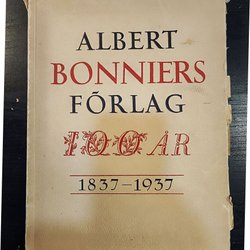 ALBERT
BONNIERS
FÖRLAG
100 ÅR
1837–1937